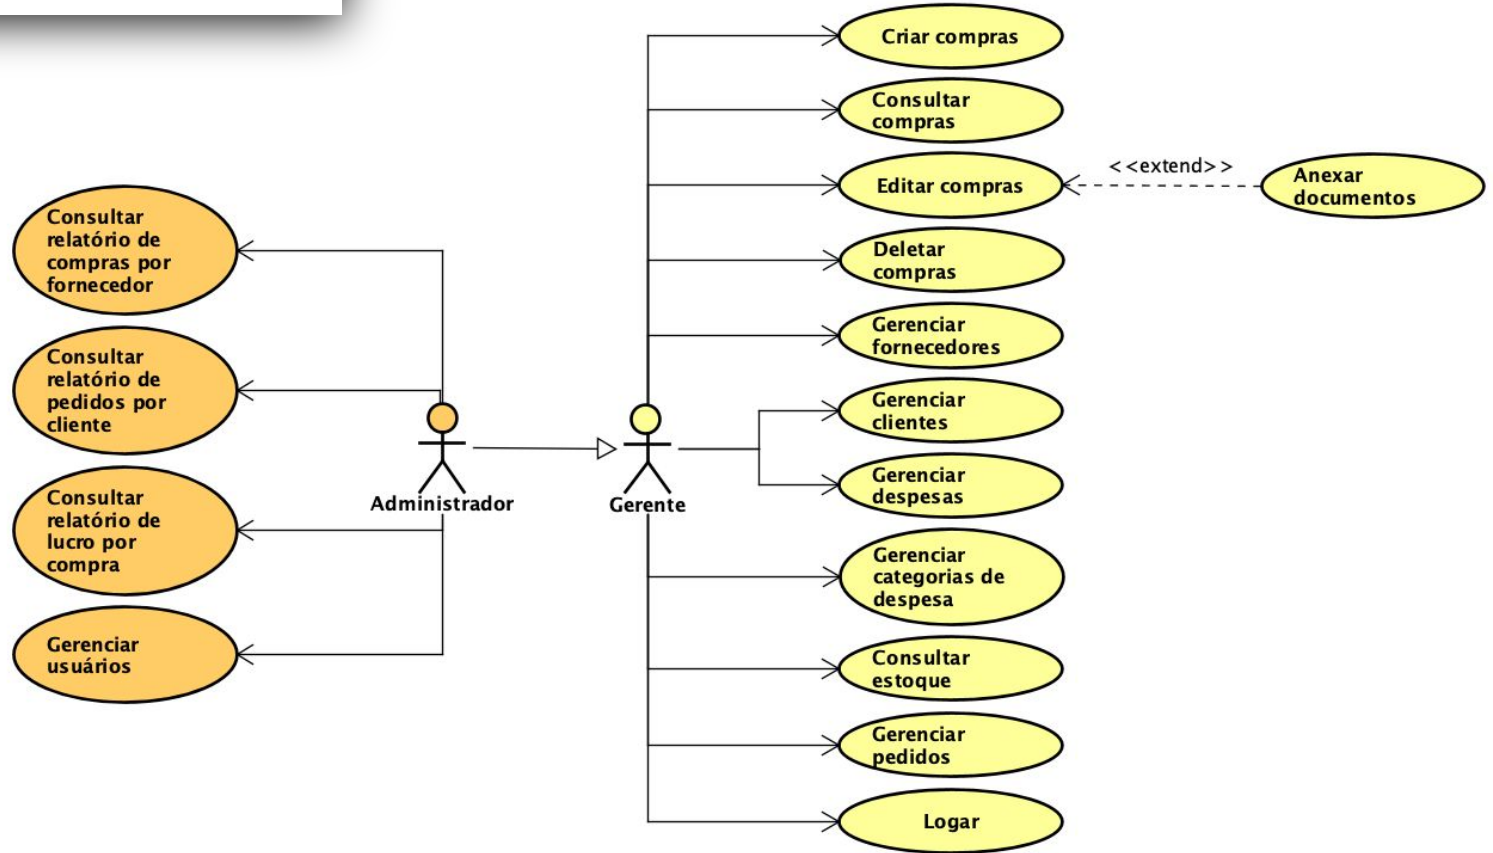 Criar compras
Consultar
compras
Editar compras
<<extend>>
Anexar
documentos
Deletar
compras
Gerenciar
fornecedores
Gerenciar
clientes
Gerenciar
despesas
Gerenciar
categorias de
despesa
Consultar
estoque
Gerenciar
pedidos
Logar
Consultar
relatório de
compras por
fornecedor
Consultar
relatório de
pedidos por
cliente
Consultar
relatório de
lucro por
compra
Gerenciar
usuários
Administrador
Gerente